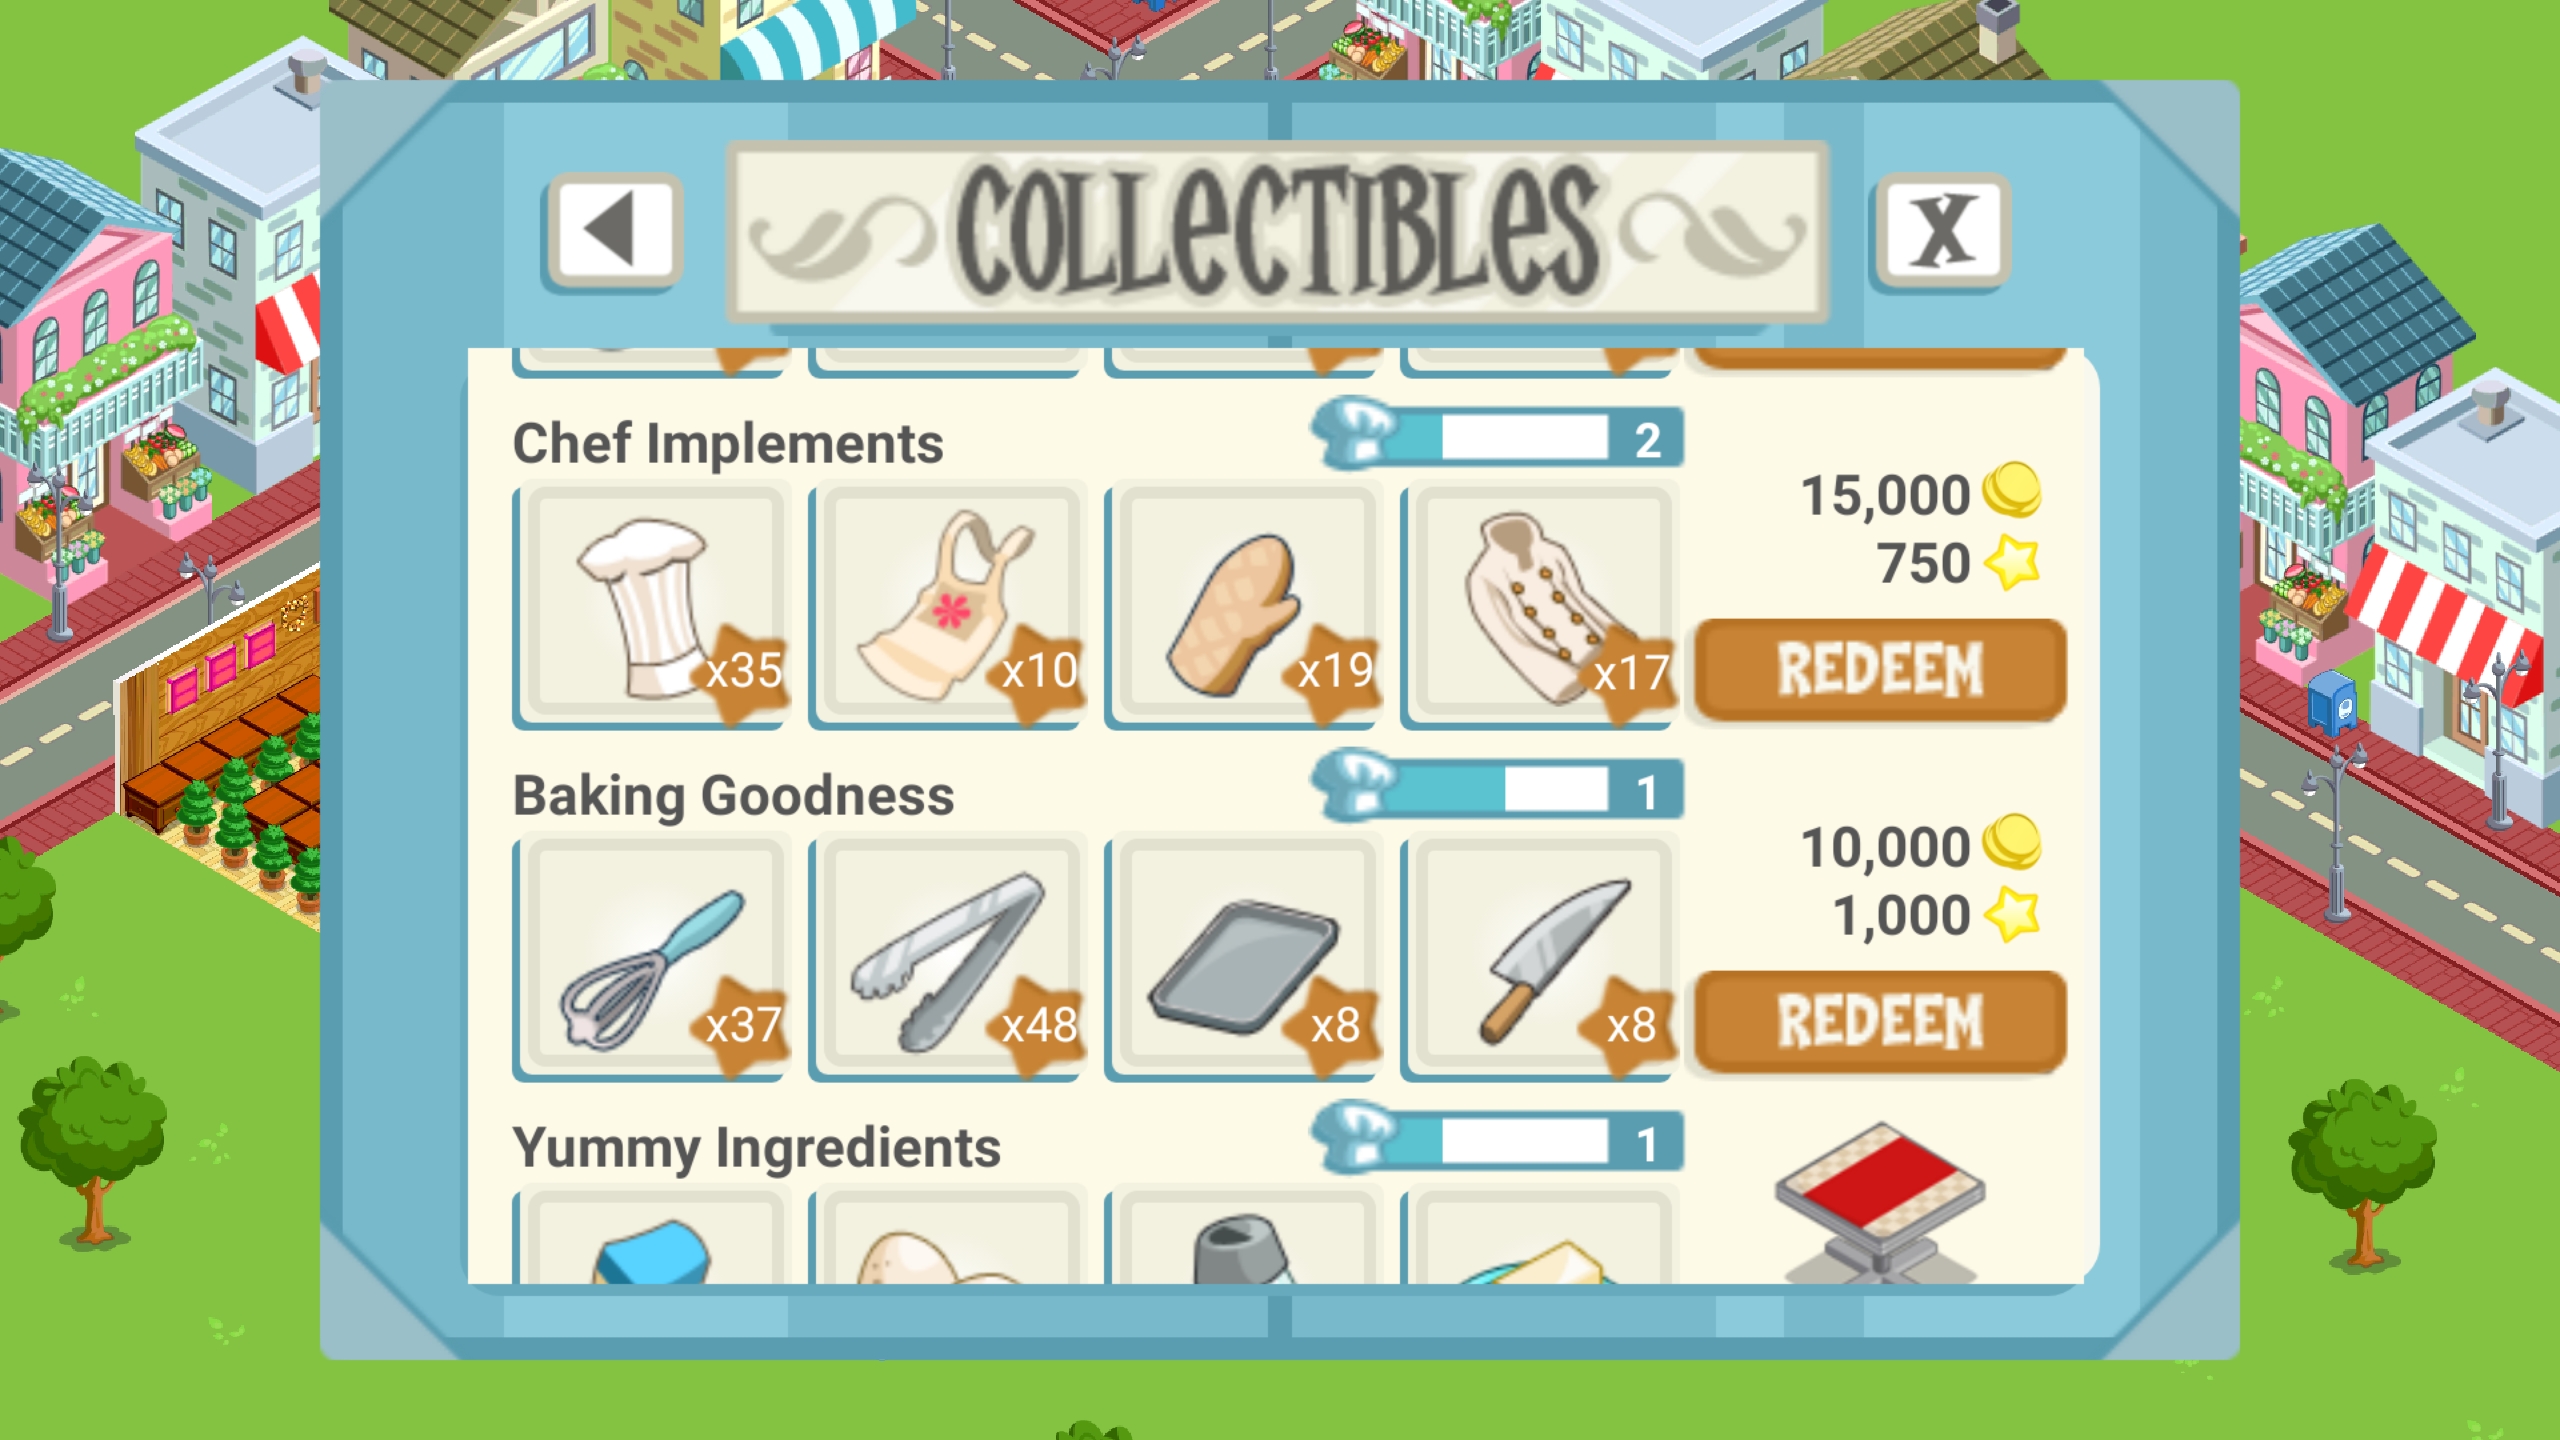 COLLECTIBLES
X
Chef Implements
2
15,000
750
x35
x10
x19
x17
REDEEM
Baking Goodness
1
10,000
1,000
x37
x48
x8
x8
REDEEM
Yummy Ingredients
1